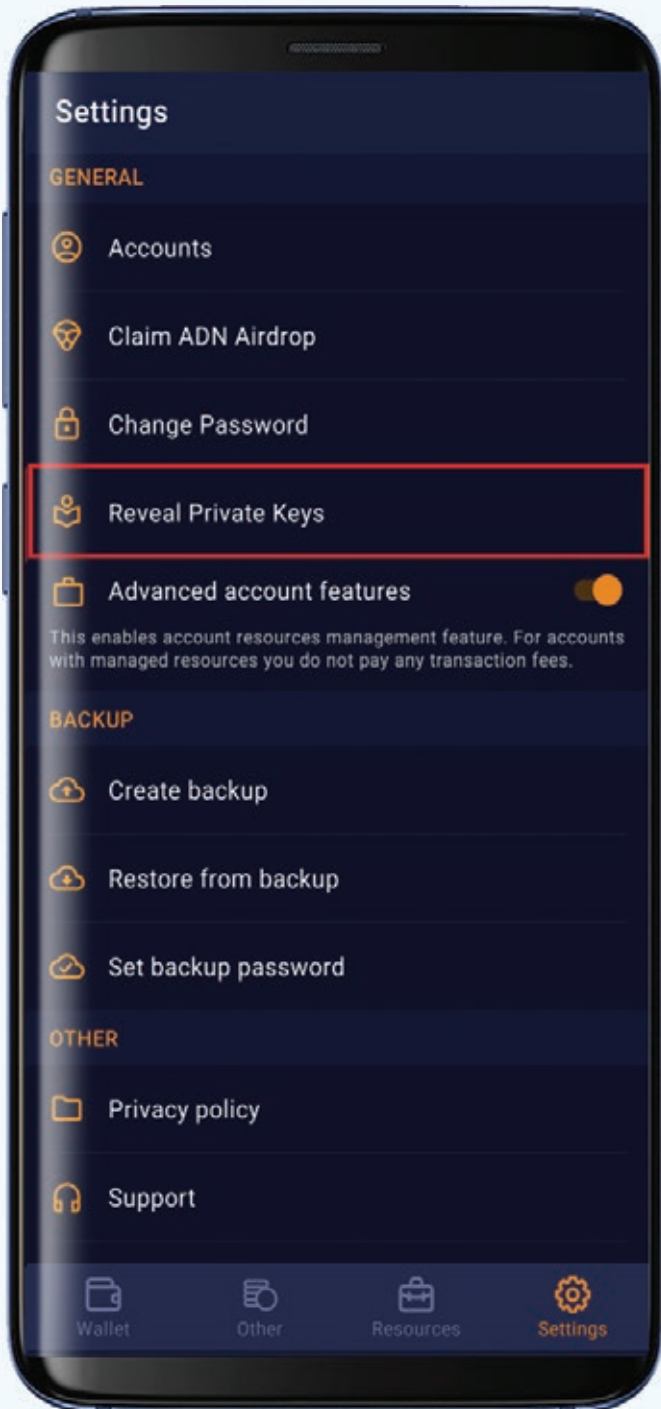 Settings
GENERAL
Accounts
Claim ADN Airdrop
Change Password
Reveal Private Keys
Advanced account features
This enables account resources management feature. For accounts
with managed resources you do not pay any transaction fees.
BACKUP
Create backup
Restore from backup
Set backup password
OTHER
Privacy policy
Support
Wallet
Other
Resources
Settings